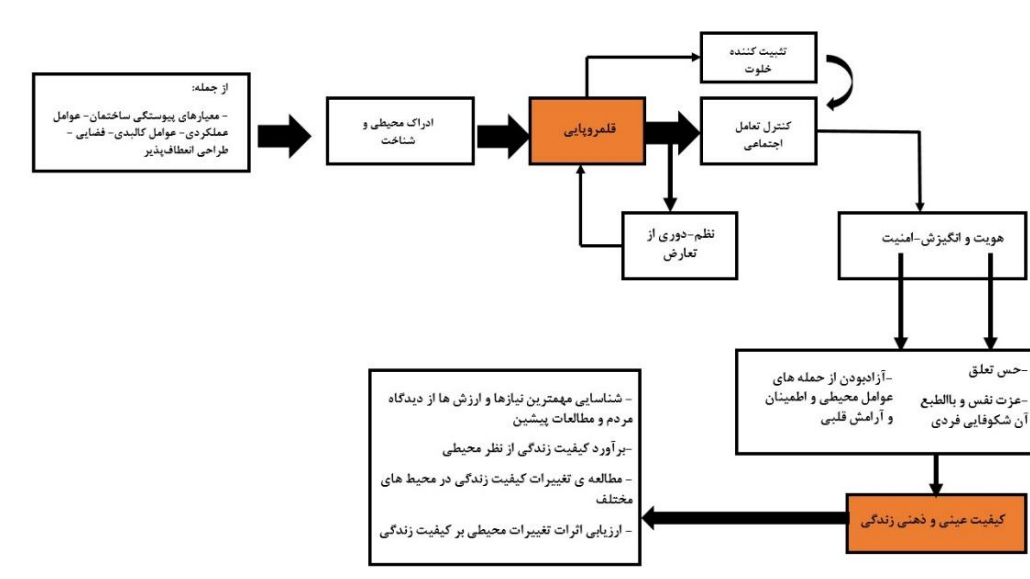 از جمله:
- معیارهای پیوستگی ساختمان- عوامل
عملکردی- عوامل کالبدی- فضایی -
طراحی انعطاف‌پذیر
ادراک محیطی و
شناخت
قلمروپایی
تثبیت کننده
خلوت
کنترل تعامل
اجتماعی
نظم-دوری از
تعارض
هویت و انگیزش-امنیت
-حس تعلق
-عزت نفس و باالطبع
آن شکوفایی فردی
-آزادبودن از حمله های
عوامل محیطی و اطمینان
و آرامش قلبی
کیفیت عینی و ذهنی زندگی
- شناسایی مهمترین نیازها و ارزش ها از دیدگاه
مردم و مطالعات پیشین
-برآورد کیفیت زندگی از نظر محیطی
- مطالعه ی تغییرات کیفیت زندگی در محیط های
مختلف
- ارزیابی اثرات تغییرات محیطی بر کیفیت زندگی